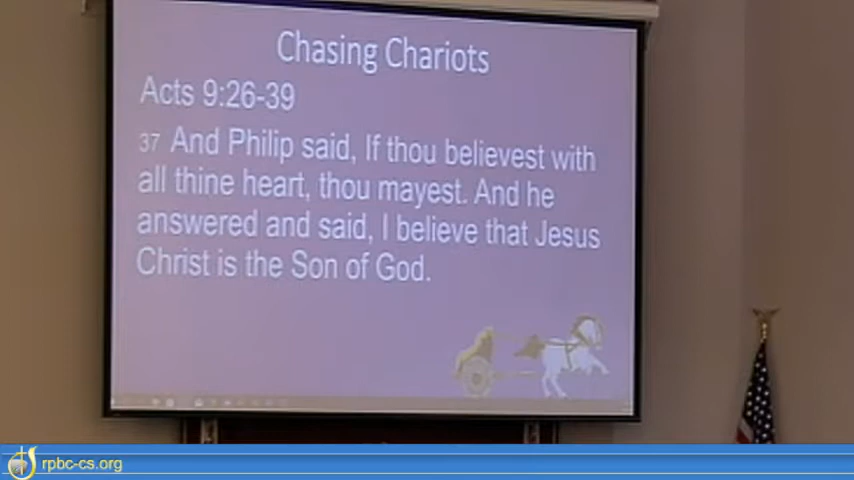 Chasing Chariots
Acts 9:26-39
37 And Philip said, If thou believest with
all thine heart, thou mayest. And he
answered and said, I believe that Jesus
Christ is the Son of God.
rpbc-cs.org